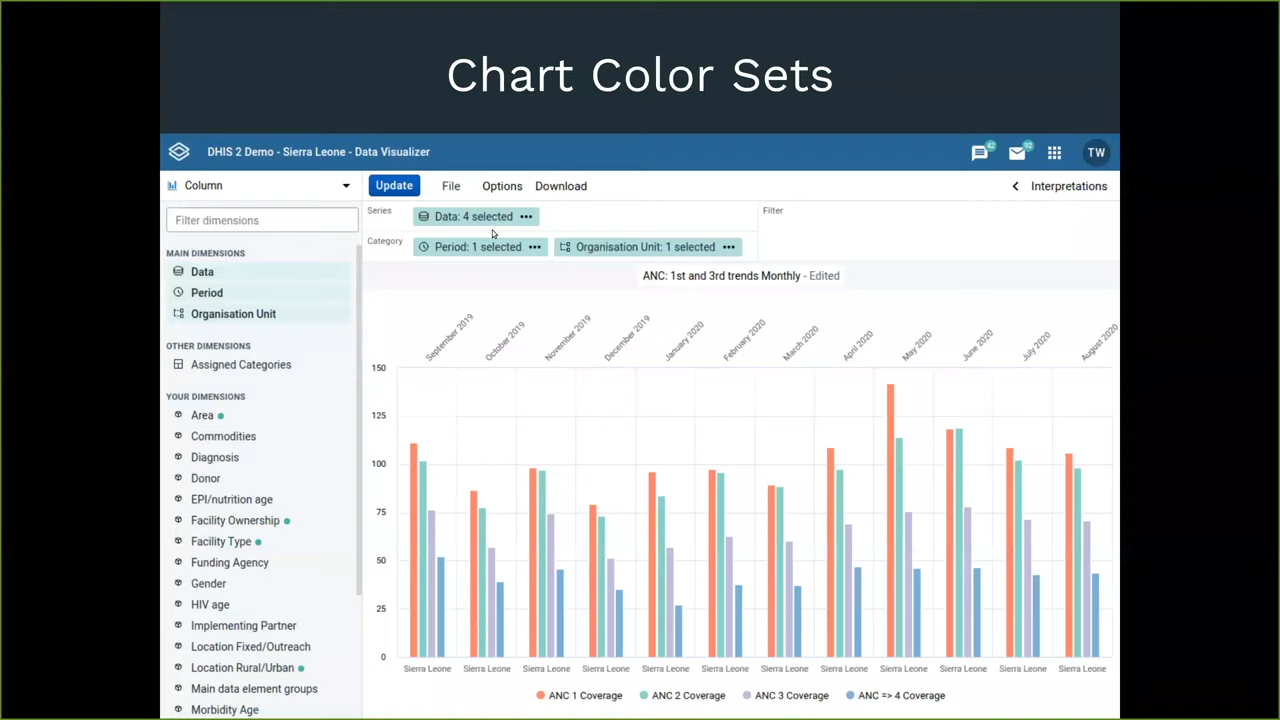 Chart Color Sets
DHIS 2 Demo - Sierra Leone - Data Visualizer
42
92
TW
Column
Update
File
Options
Download
Interpretations
Filter dimensions
Series
Data: 4 selected
Filter
Category
Period: 1 selected
Organisation Unit: 1 selected
MAIN DIMENSIONS
Data
Period
Organisation Unit
OTHER DIMENSIONS
Assigned Categories
YOUR DIMENSIONS
Area
Commodities
Diagnosis
Donor
EPI/nutrition age
Facility Ownership
Facility Type
Funding Agency
Gender
HIV age
Implementing Partner
Location Fixed/Outreach
Location Rural/Urban
Main data element groups
Morbidity Age
ANC: 1st and 3rd trends Monthly - Edited
September 2019
October 2019
November 2019
December 2019
January 2020
February 2020
March 2020
April 2020
May 2020
June 2020
July 2020
August 2020
150
125
100
75
50
25
0
Sierra Leone Sierra Leone Sierra Leone Sierra Leone Sierra Leone Sierra Leone Sierra Leone Sierra Leone Sierra Leone Sierra Leone Sierra Leone Sierra Leone
ANC 1 Coverage ANC 2 Coverage ANC 3 Coverage ANC => 4 Coverage